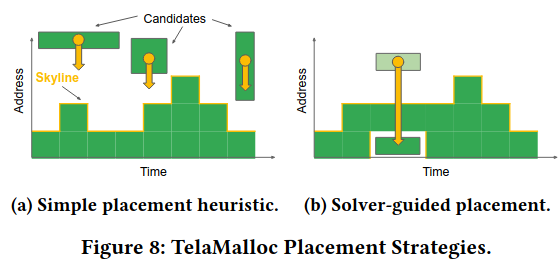 Candidates
Skyline
Address
Time
Address
Time
(a) Simple placement heuristic.
(b) Solver-guided placement.
Figure 8: TelaMalloc Placement Strategies.